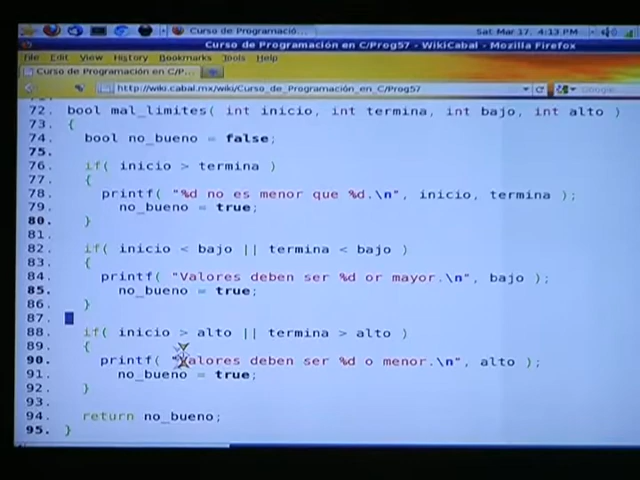 Curso de Programació...
Sat Mar 17, 4:13 PM
Curso de Programación en C/Prog57 - WikiCabal - Mozilla Firefox
File Edit View History Bookmarks Tools Help
Curso de Programación en C/P...
http://wiki.cabal.mx/wiki/Curso_de_Programación_en_C/Prog57
Google
72. bool mal_limites( int inicio, int termina, int bajo, int alto )
73. {
74. bool no_bueno = false;
75.
76. if( inicio > termina )
77. {
78. printf( "%d no es menor que %d.\n", inicio, termina );
79. no_bueno = true;
80. }
81.
82. if( inicio < bajo || termina < bajo )
83. {
84. printf( "Valores deben ser %d or mayor.\n", bajo );
85. no_bueno = true;
86. }
87.
88. if( inicio > alto || termina > alto )
89. {
90. printf( "Valores deben ser %d o menor.\n", alto );
91. no_bueno = true;
92. }
93.
94. return no_bueno;
95. }